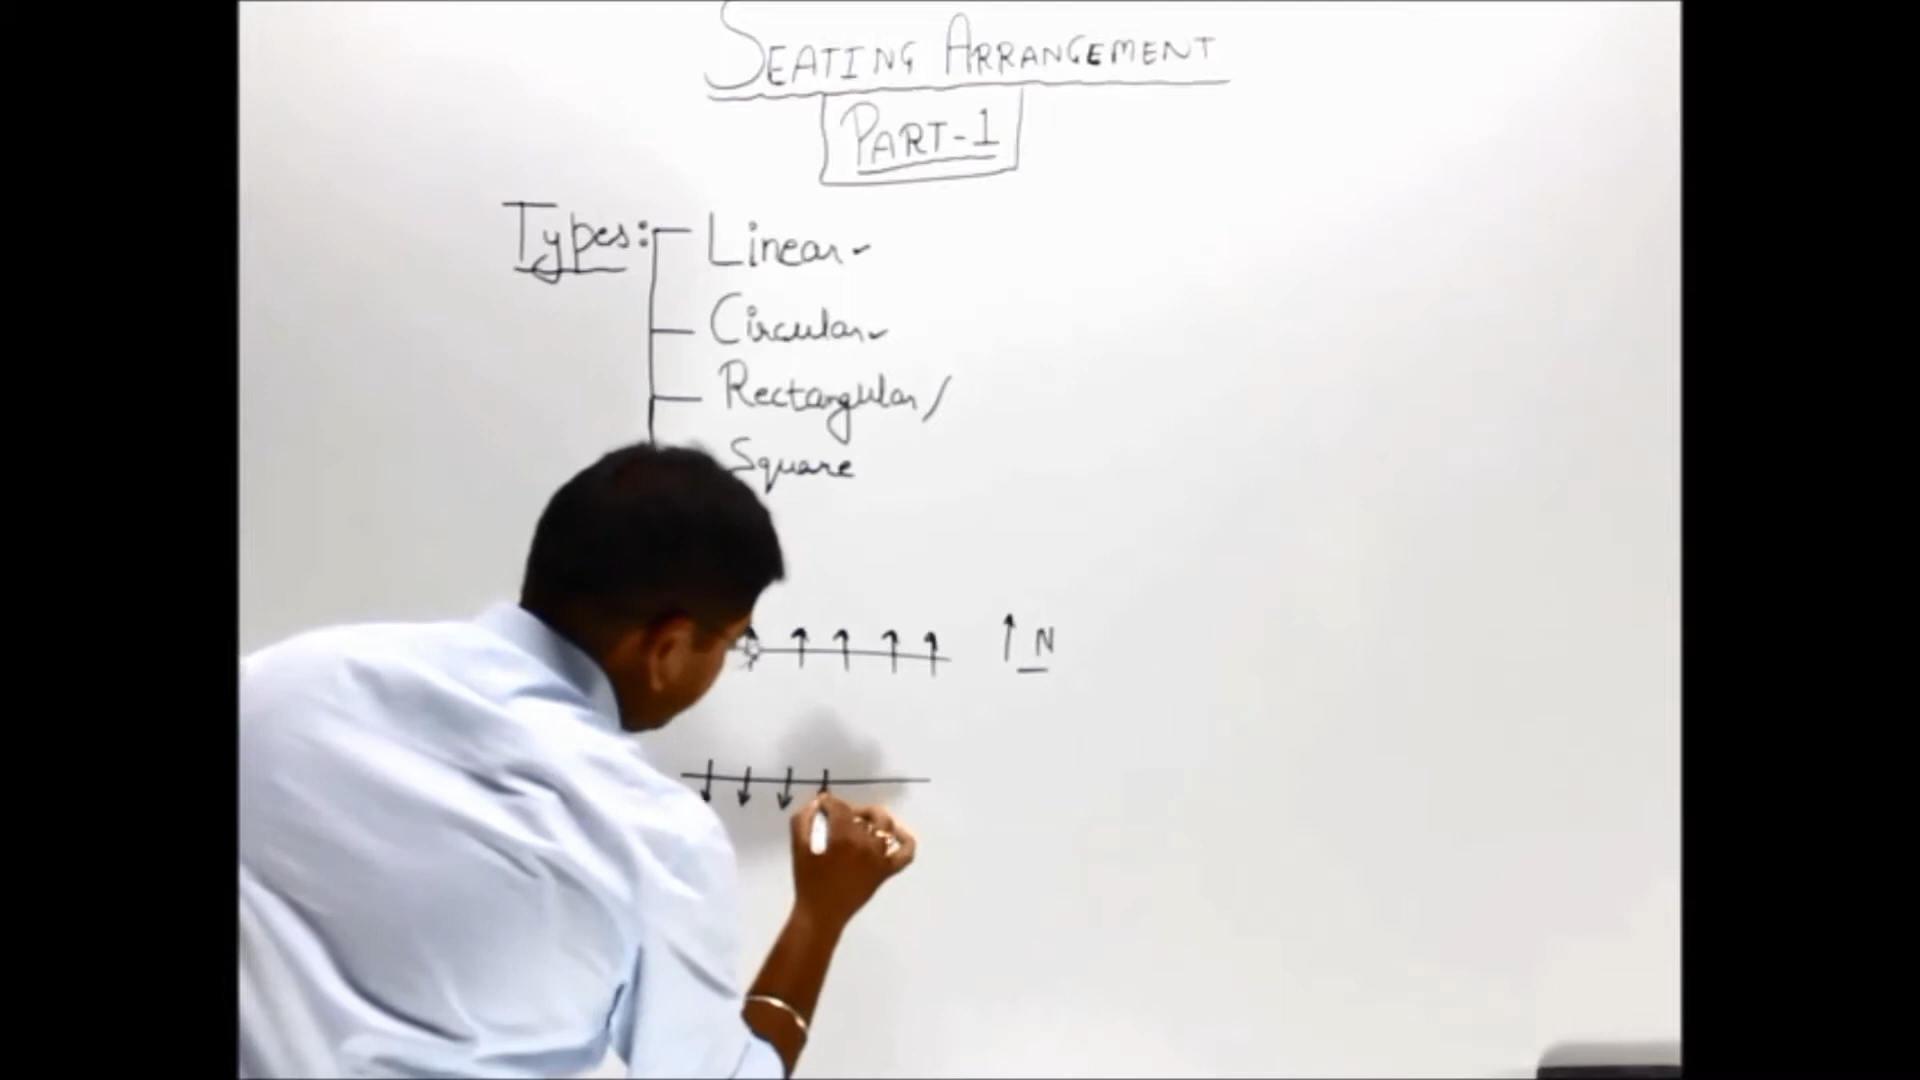 SEATING ARRANGEMENT
PART-1
Types:
Linear
Circular
Rectangular/
Square
N